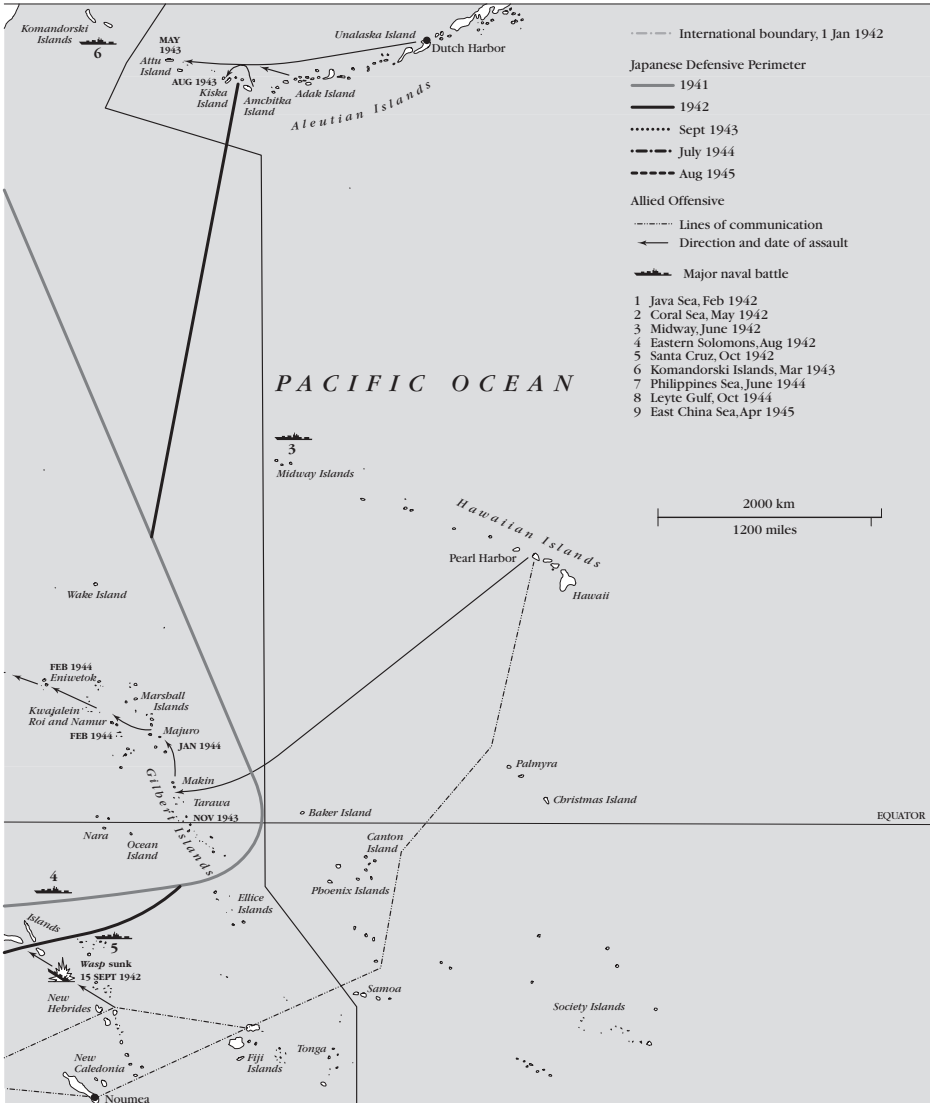 Komandorski
Islands
6
MAY
1943
Attu
Island
AUG 1943
Kiska
Island
Amchitka
Island
Adak Island
Unalaska Island
Dutch Harbor
Aleutian Islands
International boundary, 1 Jan 1942
Japanese Defensive Perimeter
1941
1942
Sept 1943
July 1944
Aug 1945
Allied Offensive
Lines of communication
Direction and date of assault
Major naval battle
1 Java Sea, Feb 1942
2 Coral Sea, May 1942
3 Midway, June 1942
4 Eastern Solomons, Aug 1942
5 Santa Cruz, Oct 1942
6 Komandorski Islands, Mar 1943
7 Philippines Sea, June 1944
8 Leyte Gulf, Oct 1944
9 East China Sea, Apr 1945
PACIFIC OCEAN
3
Midway Islands
2000 km
1200 miles
Hawaiian Islands
Pearl Harbor
Hawaii
Wake Island
FEB 1944
Eniwetok
Marshall
Islands
Kwajalein
Roi and Namur
FEB 1944
Majuro
JAN 1944
Makin
Gilbert Islands
Tarawa
NOV 1943
Palmyra
Christmas Island
Baker Island
EQUATOR
Nara
Ocean
Island
Canton
Island
Phoenix Islands
4
Ellice
Islands
Islands
5
Wasp sunk
15 SEPT 1942
New
Hebrides
Samoa
Society Islands
New
Caledonia
Fiji
Islands
Tonga
Noumea